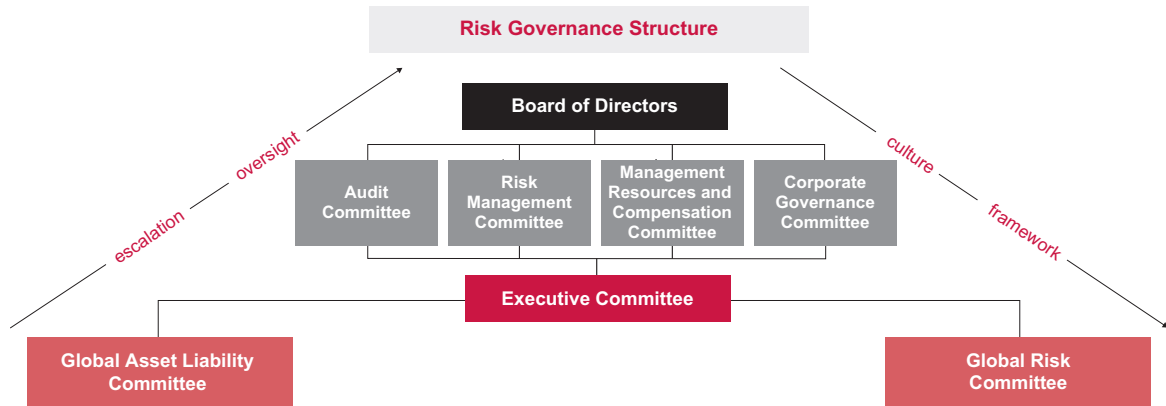 Risk Governance Structure
Board of Directors
oversight
culture
Audit
Committee
Risk
Management
Committee
Management
Resources and
Compensation
Committee
Corporate
Governance
Committee
escalation
framework
Executive Committee
Global Asset Liability
Committee
Global Risk
Committee